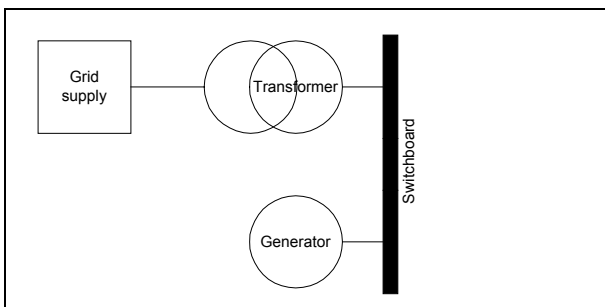 Grid
supply
Transformer
Switchboard
Generator